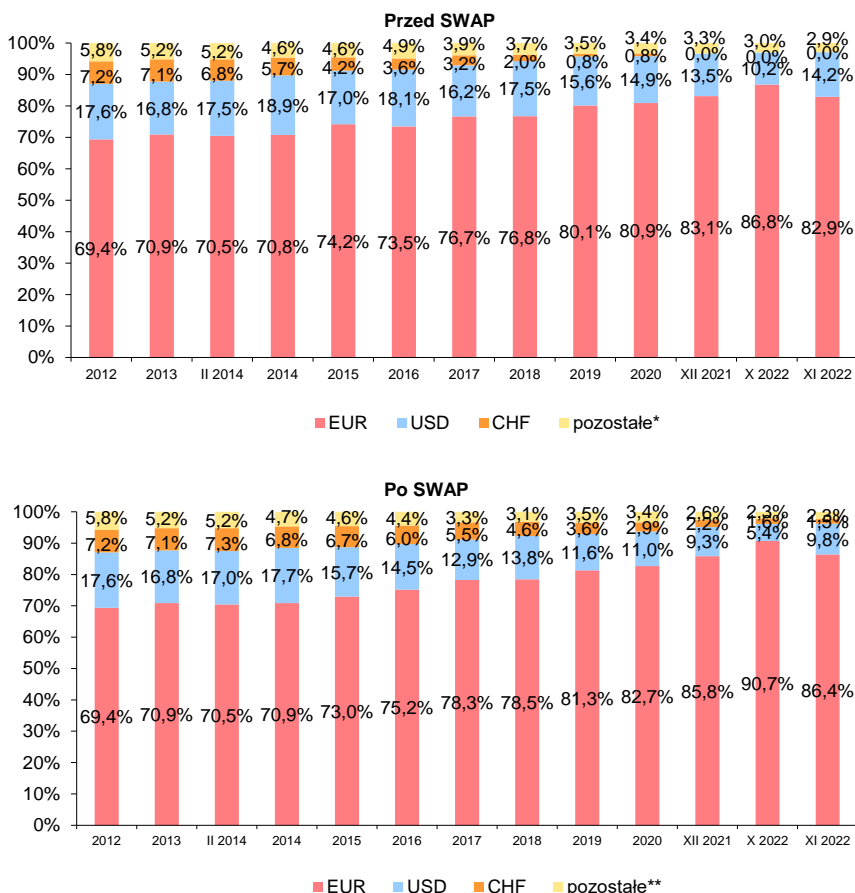 Przed SWAP
100%
90%
80%
70%
60%
50%
40%
30%
20%
10%
0%
5,8% 5,2% 5,2% 4,6% 4,6% 4,9% 3,9% 3,7% 3,5% 3,4% 3,3% 3,0% 2,9%
7,2% 7,1% 6,8% 5,7% 4,2% 3,6% 3,2% 2,0% 0,8% 0,8% 0,0% 0,0% 0,0%
17,6% 16,8% 17,5% 18,9% 17,0% 18,1% 16,2% 17,5% 15,6% 14,9% 13,5% 10,2% 14,2%
69,4% 70,9% 70,5% 70,8% 74,2% 73,5% 76,7% 76,8% 80,1% 80,9% 83,1% 86,8% 82,9%
2012 2013 II 2014 2014 2015 2016 2017 2018 2019 2020 XII 2021 X 2022 XI 2022
EUR USD CHF pozostałe*
Po SWAP
100%
90%
80%
70%
60%
50%
40%
30%
20%
10%
0%
5,8% 5,2% 5,2% 4,7% 4,6% 4,4% 3,3% 3,1% 3,5% 3,4% 2,6% 2,3% 2,3%
7,2% 7,1% 7,3% 6,8% 6,7% 6,0% 5,5% 4,6% 3,6% 2,9% 2,2% 1,6% 1,5%
17,6% 16,8% 17,0% 17,7% 15,7% 14,5% 12,9% 13,8% 11,6% 11,0% 9,3% 5,4% 9,8%
69,4% 70,9% 70,5% 70,9% 73,0% 75,2% 78,3% 78,5% 81,3% 82,7% 85,8% 90,7% 86,4%
2012 2013 II 2014 2014 2015 2016 2017 2018 2019 2020 XII 2021 X 2022 XI 2022
EUR USD CHF pozostałe**